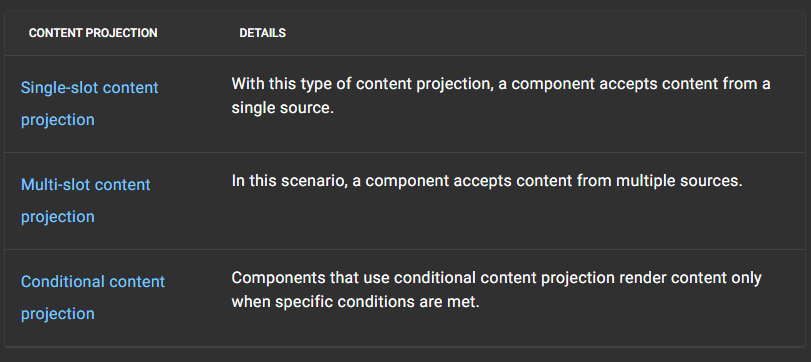 CONTENT PROJECTION DETAILS
Single-slot content projection
With this type of content projection, a component accepts content from a
single source.
Multi-slot content projection
In this scenario, a component accepts content from multiple sources.
Conditional content projection
Components that use conditional content projection render content only
when specific conditions are met.